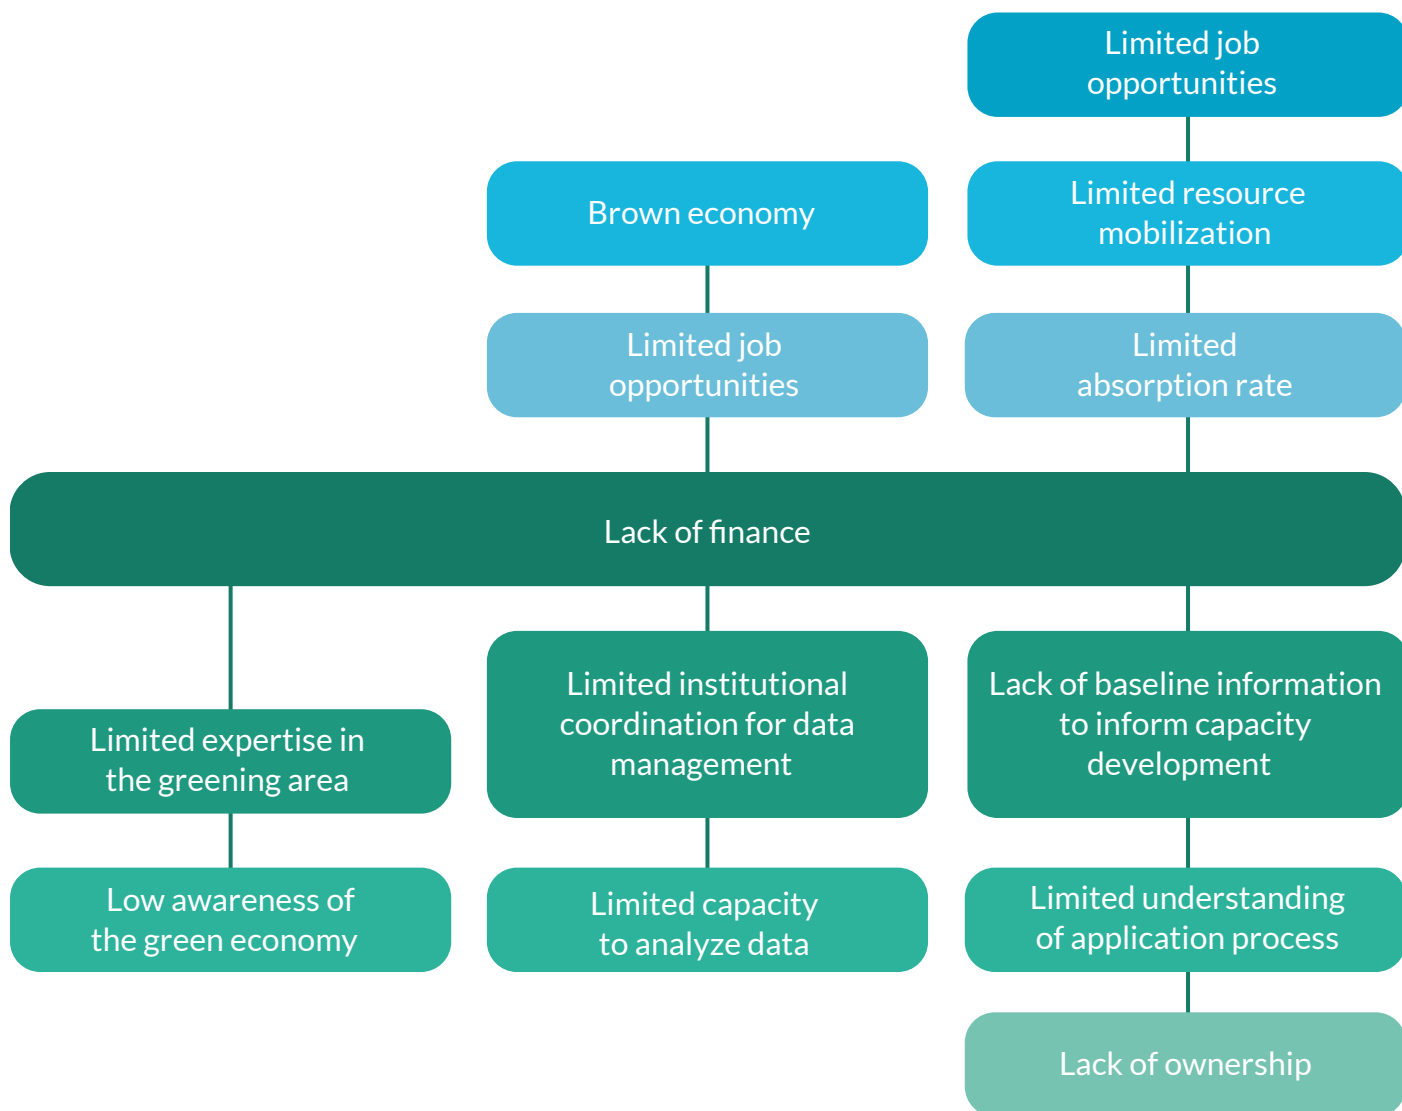 Limited job
opportunities
Brown economy
Limited resource
mobilization
Limited job
opportunities
Limited
absorption rate
Lack of finance
Limited expertise in
the greening area
Limited institutional
coordination for data
management
Lack of baseline information
to inform capacity
development
Low awareness of
the green economy
Limited capacity
to analyze data
Limited understanding
of application process
Lack of ownership